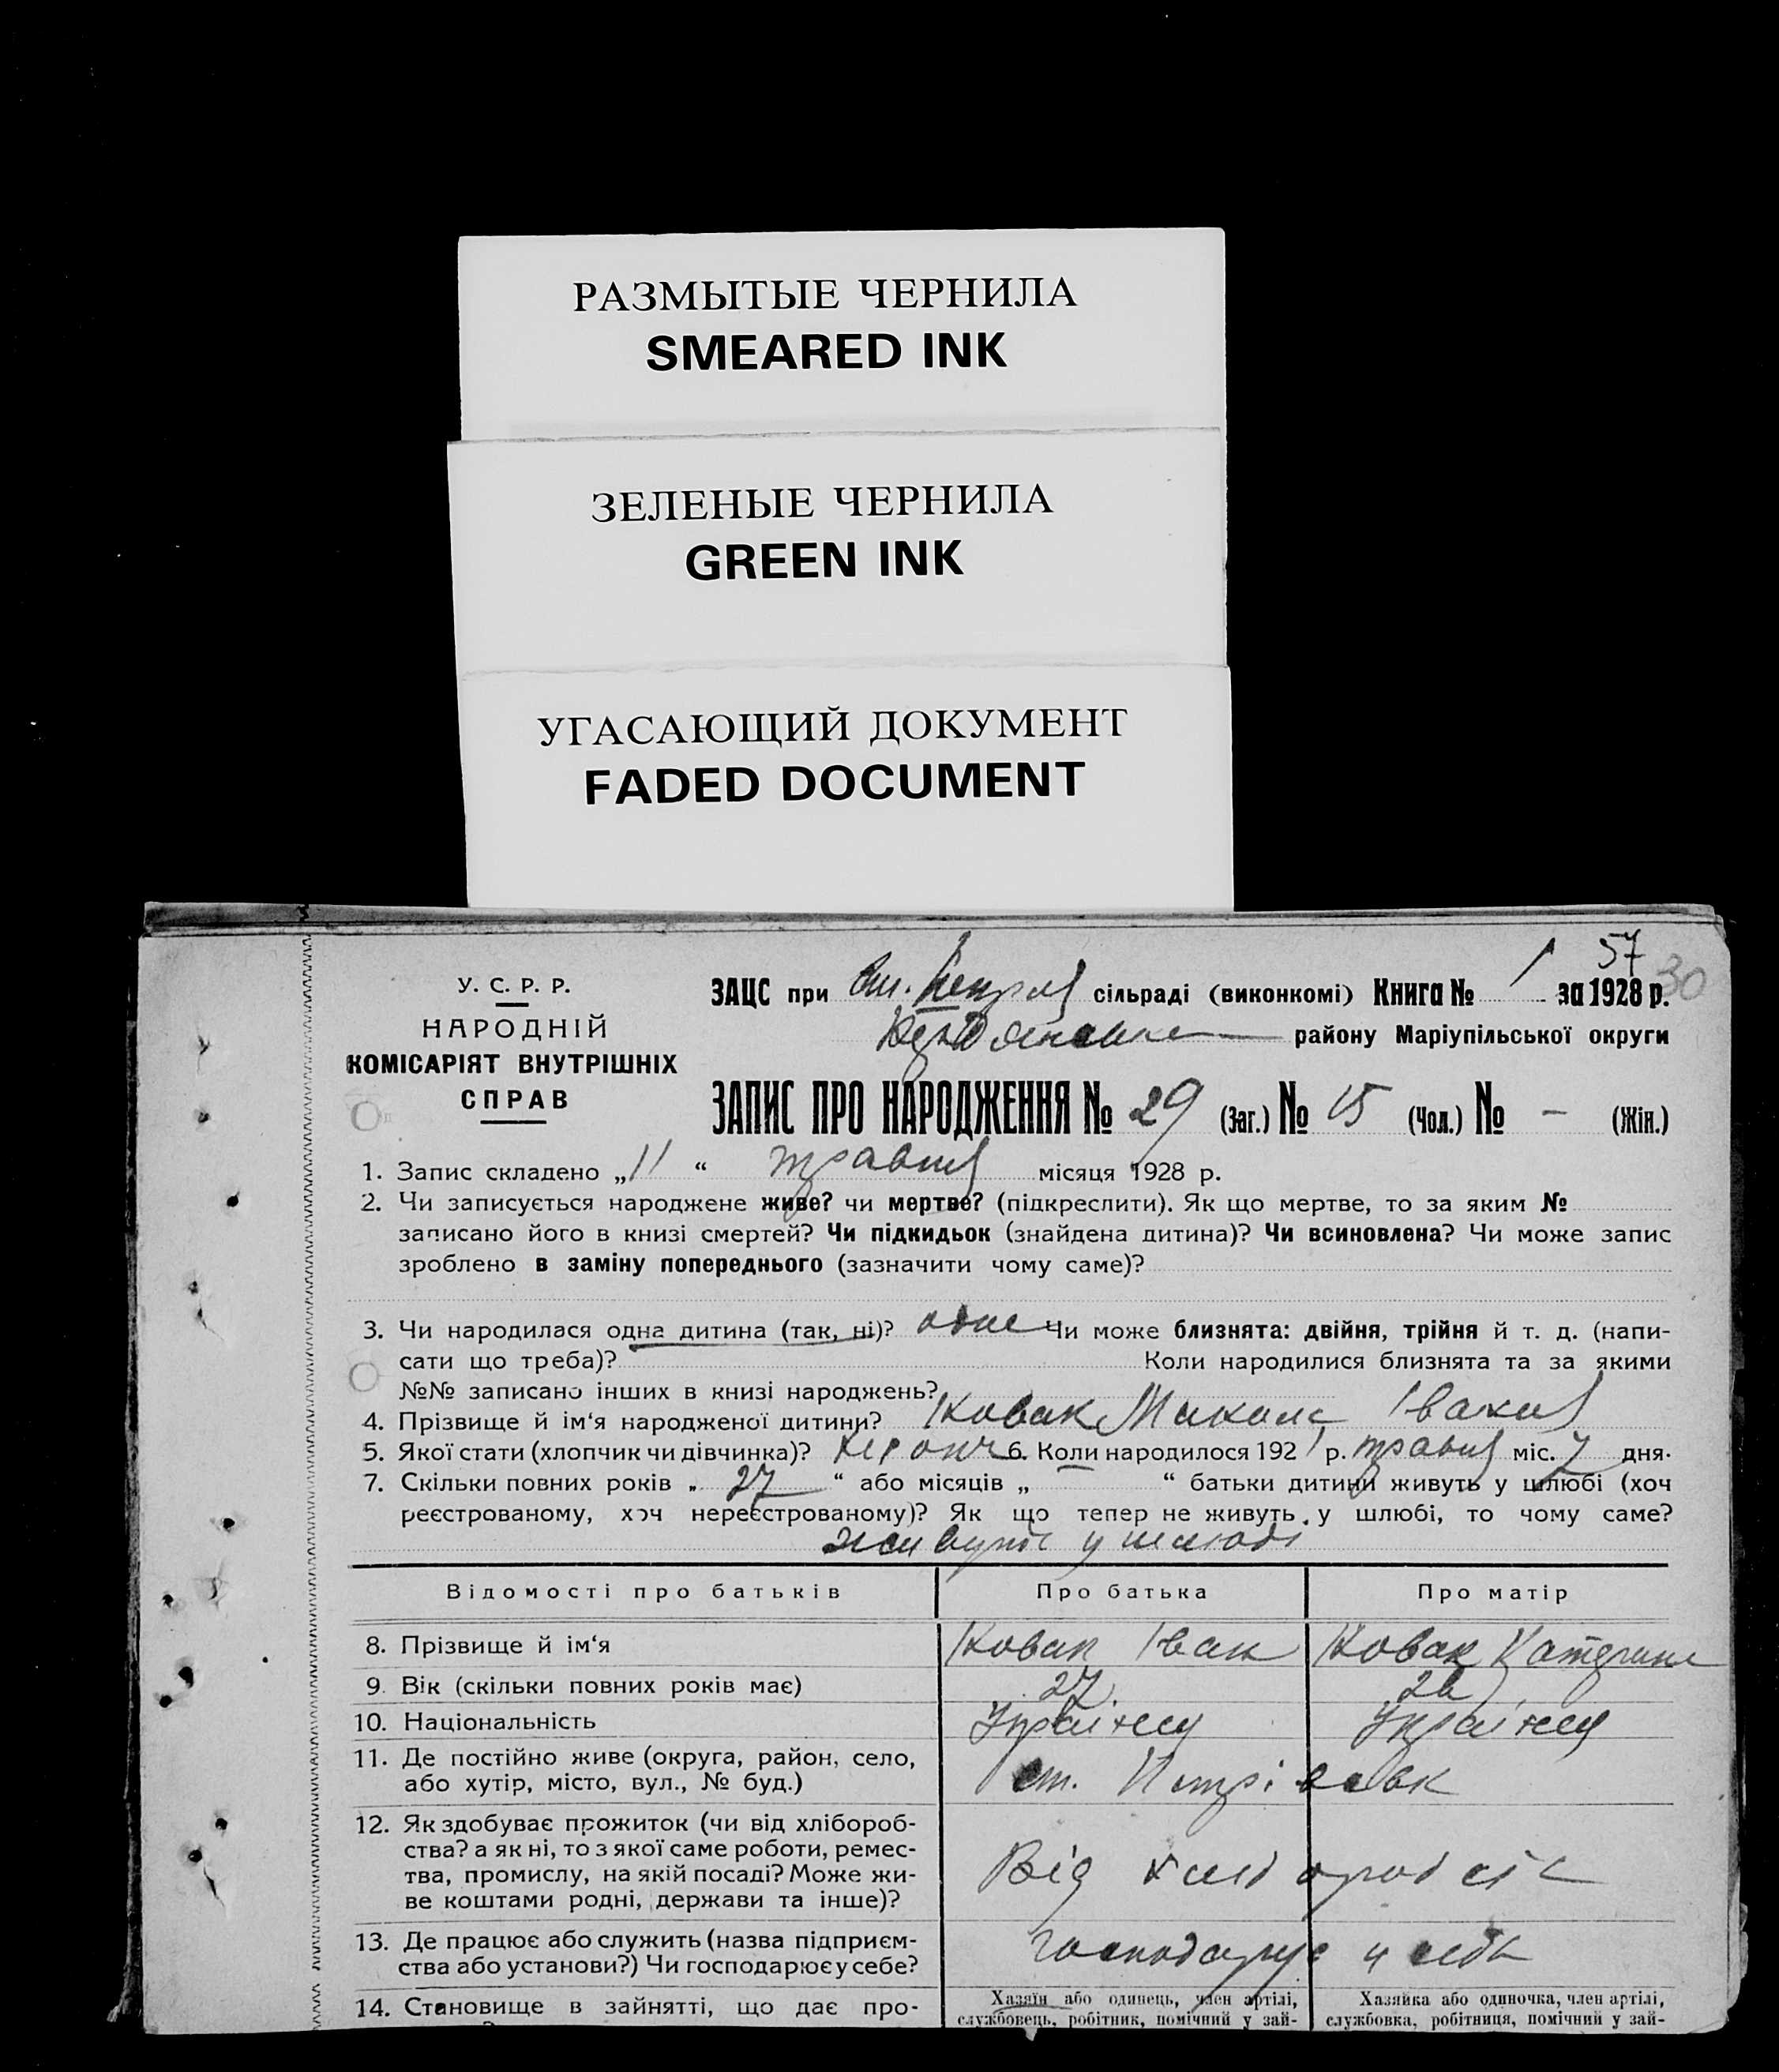 РАЗМЫТЫЕ ЧЕРНИЛА
SMEARED INK
ЗЕЛЕНЫЕ ЧЕРНИЛА
GREEN INK
УГАСАЮЩИЙ ДОКУМЕНТ
FADED DOCUMENT
57
30
У. С. Р. Р.
НАРОДНІЙ
КОМІСАРІЯТ ВНУТРІШНІХ
СПРАВ
ЗАЦС при сільраді (виконкомі) Книга № 1 за 1928 р.
району Маріупільської округи
ЗАПИС ПРО НАРОДЖЕННЯ № 29 (Заг.) № 15 (Чол.) № – (Жін.)
1. Запис складено „11“ травня місяця 1928 р.
2. Чи записується народжене живе? чи мертве? (підкреслити). Як що мертве, то за яким №
записано його в книзі смертей? Чи підкидьок (знайдена дитина)? Чи всиновлена? Чи може запис
зроблено в заміну попереднього (зазначити чому саме)?
3. Чи народилася одна дитина (так, ні)? одне Чи може близнята: двійня, трійня й т. д. (напи-
сати що треба)? Коли народилися близнята та за якими
№№ записано інших в книзі народжень?
4. Прізвище й ім‘я народженої дитини? Ковак Микола
5. Якої стати (хлопчик чи дівчинка)? 6. Коли народилося 192 р. травня міс. 7 дня.
7. Скільки повних років „ 27 “ або місяців „ “ батьки дитини живуть у шлюбі (хоч
реєстрованому, хоч нереєстрованому)? Як що тепер не живуть у шлюбі, то чому саме?
живуть у шлюбі
Відомості про батьків Про батька Про матір
8. Прізвище й ім‘я Ковак Іван Ковак Катерина
9. Вік (скільки повних років має) 27
10. Національність
11. Де постійно живе (округа, район, село,
або хутір, місто, вул., № буд.)
12. Як здобуває прожиток (чи від хлібороб-
ства? а як ні, то з якої саме роботи, ремес-
тва, промислу, на якій посаді? Може жи-
ве коштами родні, держави та інше)?
Від
13. Де працює або служить (назва підприєм-
ства або установи?) Чи господарює у себе?
господарує у себе
14. Становище в зайнятті, що дає про-
Хазяїн або одинець, член артілі,
службовець, робітник, помічний у зай-
Хазяйка або одиночка, член артілі,
службовка, робітниця, помічний у зай-